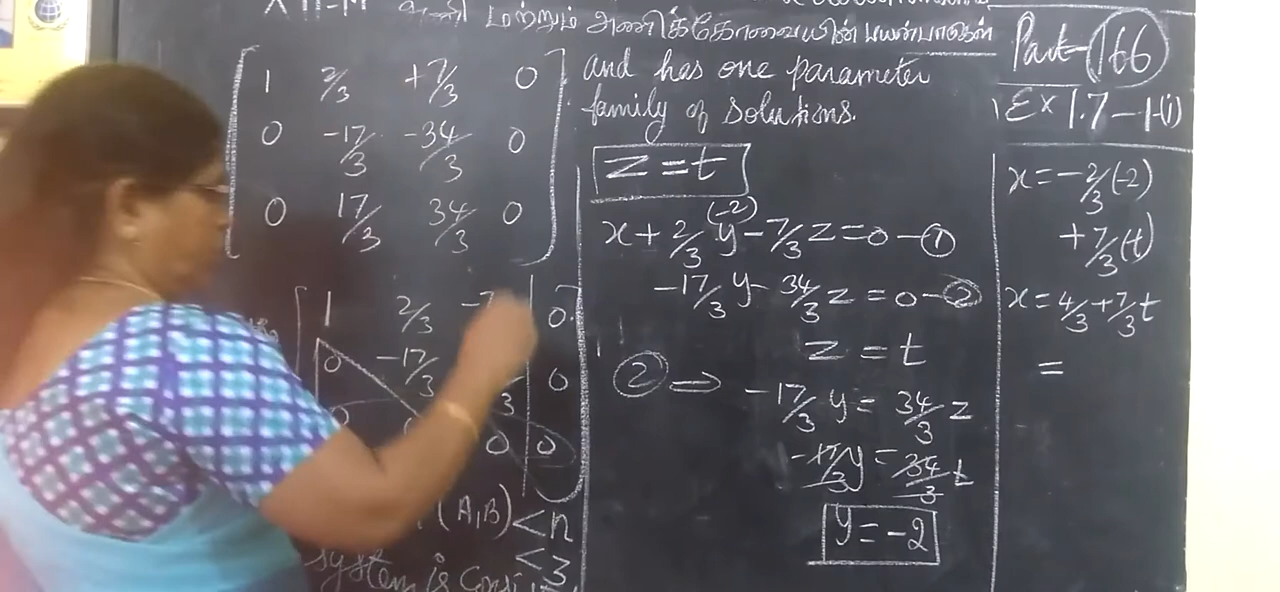 XII-M அணி மற்றும் அணிக்கோவையின் பயன்பாடுகள்
Part-166
Ex 1.7-1-(i)
1 2/3 +7/3 0
0 -17/3 -34/3 0
0 17/3 34/3 0
1 2/3 -7 0
0 -17/3 3 0
0 0 0
(A,B) < n
< 3
system is
and has one parameter
family of solutions.
z = t
(-2)
x + 2/3 y - 7/3 z = 0 - ①
-17/3 y - 34/3 z = 0 - ②
z = t
② ⇒ -17/3 y = 34/3 z
-17/3 y = 34/3 t
y = -2
x = -2/3 (-2)
+ 7/3 (t)
x = 4/3 + 7/3 t
=